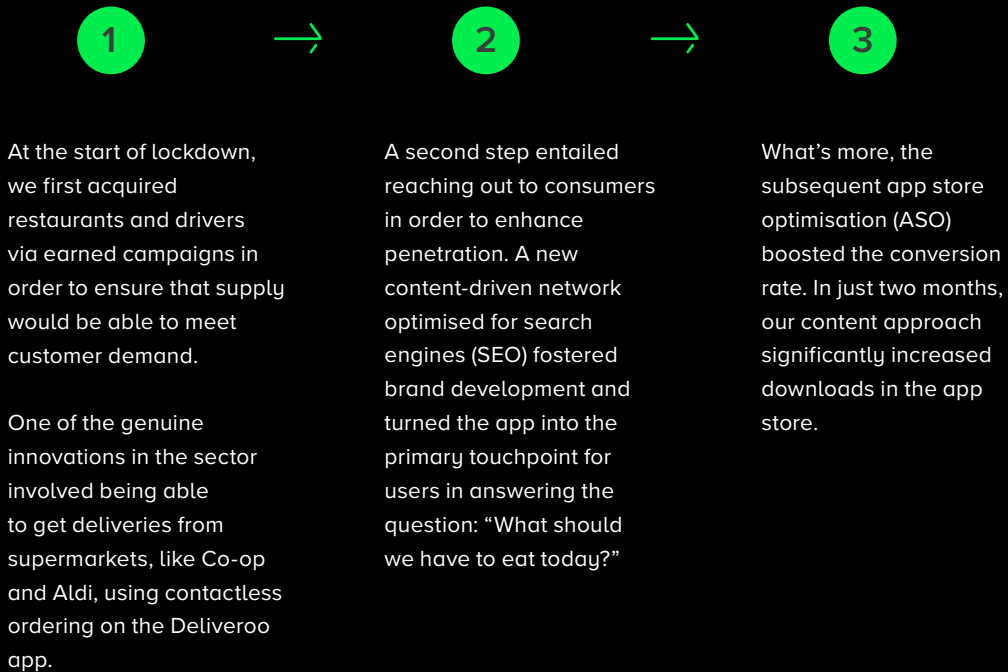 1
2
3
At the start of lockdown,
we first acquired
restaurants and drivers
via earned campaigns in
order to ensure that supply
would be able to meet
customer demand.
One of the genuine
innovations in the sector
involved being able
to get deliveries from
supermarkets, like Co-op
and Aldi, using contactless
ordering on the Deliveroo
app.
A second step entailed
reaching out to consumers
in order to enhance
penetration. A new
content-driven network
optimised for search
engines (SEO) fostered
brand development and
turned the app into the
primary touchpoint for
users in answering the
question: “What should
we have to eat today?”
What’s more, the
subsequent app store
optimisation (ASO)
boosted the conversion
rate. In just two months,
our content approach
significantly increased
downloads in the app
store.